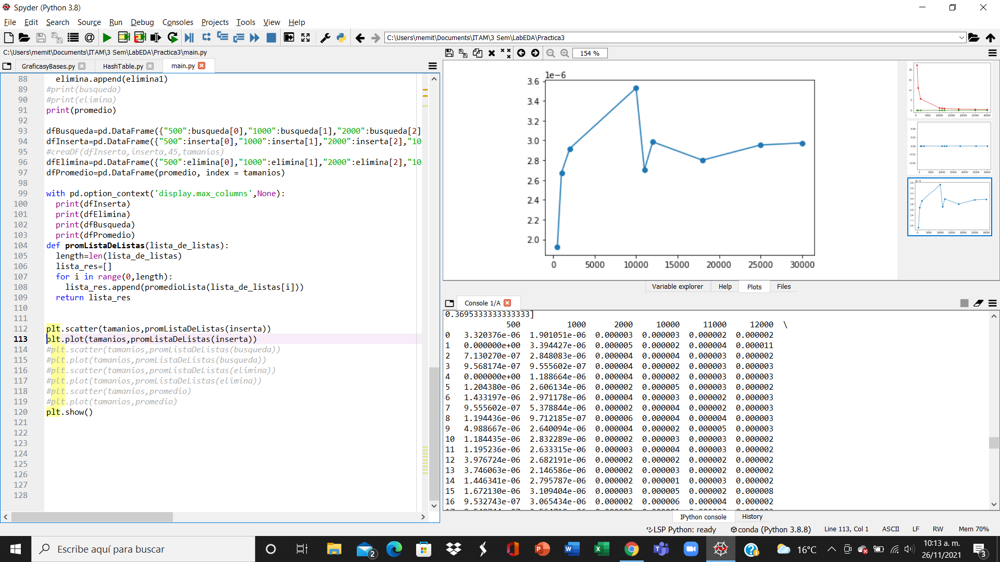 Spyder (Python 3.8)
File Edit Search Source Run Debug Consoles Projects Tools View Help
C:\Users\memit\Documents\ITAM\3 Sem\LabEDA\Practica3
C:\Users\memit\Documents\ITAM\3 Sem\LabEDA\Practica3\main.py
GraficasyBases.py HashTable.py main.py
88 elimina.append(elimina1)
89 #print(busqueda)
90 #print(elimina)
91 print(promedio)
92
93 dfBusqueda=pd.DataFrame({"500":busqueda[0],"1000":busqueda[1],"2000":busqueda[2]
94 dfInserta=pd.DataFrame({"500":inserta[0],"1000":inserta[1],"2000":inserta[2],"10
95 #creaDF(dfInserta,inserta,45,tamanios)
96 dfElimina=pd.DataFrame({"500":elimina[0],"1000":elimina[1],"2000":elimina[2],"10
97 dfPromedio=pd.DataFrame(promedio, index = tamanios)
98
99 with pd.option_context('display.max_columns',None):
100 print(dfInserta)
101 print(dfElimina)
102 print(dfBusqueda)
103 print(dfPromedio)
104 def promListaDeListas(lista_de_listas):
105 length=len(lista_de_listas)
106 lista_res=[]
107 for i in range(0,length):
108 lista_res.append(promedioLista(lista_de_listas[i]))
109 return lista_res
110
111
112 plt.scatter(tamanios,promListaDeListas(inserta))
113 plt.plot(tamanios,promListaDeListas(inserta))
114 #plt.scatter(tamanios,promListaDeListas(busqueda))
115 #plt.plot(tamanios,promListaDeListas(busqueda))
116 #plt.scatter(tamanios,promListaDeListas(elimina))
117 #plt.plot(tamanios,promListaDeListas(elimina))
118 #plt.scatter(tamanios,promedio)
119 #plt.plot(tamanios,promedio)
120 plt.show()
121
122
123
124
125
126
127
128
154 %
1e−6
3.6
3.4
3.2
3.0
2.8
2.6
2.4
2.2
2.0
0 5000 10000 15000 20000 25000 30000
Variable explorer Help Plots Files
Console 1/A
0.3695333333333333]
500 1000 2000 10000 11000 12000 \
0 3.320376e-06 1.901051e-06 0.000003 0.000003 0.000002 0.000002
1 0.000000e+00 3.394427e-06 0.000005 0.000002 0.000004 0.000011
2 7.130270e-07 2.848083e-06 0.000004 0.000004 0.000003 0.000002
3 9.568174e-07 9.555602e-07 0.000004 0.000002 0.000003 0.000003
4 0.000000e+00 1.188664e-06 0.000004 0.000002 0.000003 0.000003
5 1.204380e-06 2.606134e-06 0.000002 0.000005 0.000003 0.000002
6 1.433197e-06 2.971178e-06 0.000004 0.000003 0.000002 0.000003
7 9.555602e-07 5.378844e-06 0.000002 0.000004 0.000002 0.000003
8 1.194436e-06 9.712185e-07 0.000006 0.000004 0.000004 0.000003
9 4.988667e-06 2.640094e-06 0.000004 0.000002 0.000005 0.000003
10 1.184435e-06 2.832289e-06 0.000002 0.000003 0.000003 0.000002
11 1.195236e-06 2.633315e-06 0.000003 0.000004 0.000003 0.000002
12 3.976724e-06 2.682191e-06 0.000002 0.000002 0.000002 0.000002
13 3.746063e-06 2.146586e-06 0.000002 0.000003 0.000002 0.000002
14 1.446341e-06 2.795787e-06 0.000002 0.000001 0.000003 0.000002
15 1.672130e-06 3.109404e-06 0.000003 0.000005 0.000002 0.000008
16 9.532743e-07 3.065434e-06 0.000002 0.000006 0.000004 0.000002
IPython console History
LSP Python: ready conda (Python 3.8.8) Line 113, Col 1 ASCII LF RW Mem 70%
Escribe aquí para buscar
2
16°C
10:13 a. m.
26/11/2021
3